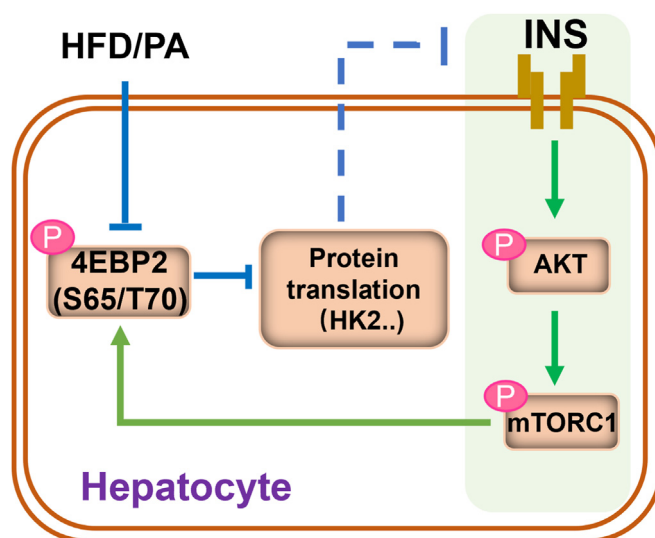 HFD/PA
INS
P
4EBP2
(S65/T70)
Protein
translation
(HK2..)
P
AKT
P
mTORC1
Hepatocyte